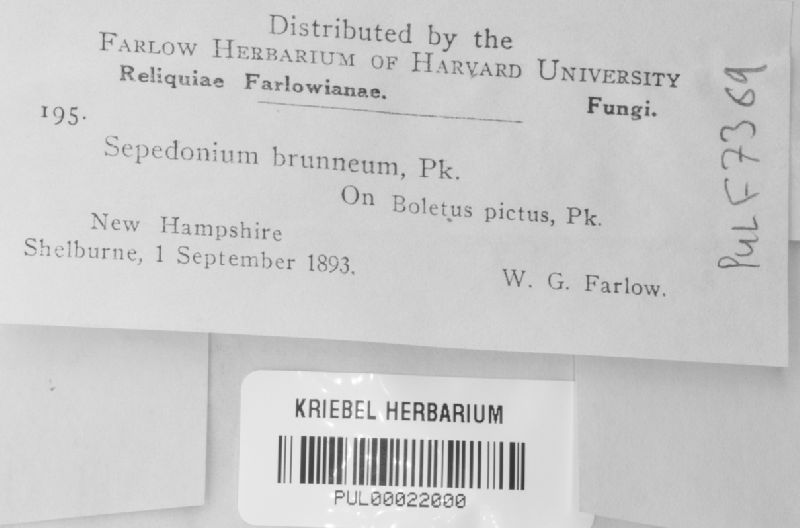 Distributed by the
Farlow Herbarium of Harvard University
Reliquiae Farlowianae.
Fungi.
195.
Sepedonium brunneum, Pk.
On Boletus pictus, Pk.
New Hampshire
Shelburne, 1 September 1893.
W. G. Farlow.
PUL F7369
KRIEBEL HERBARIUM
PUL00022000